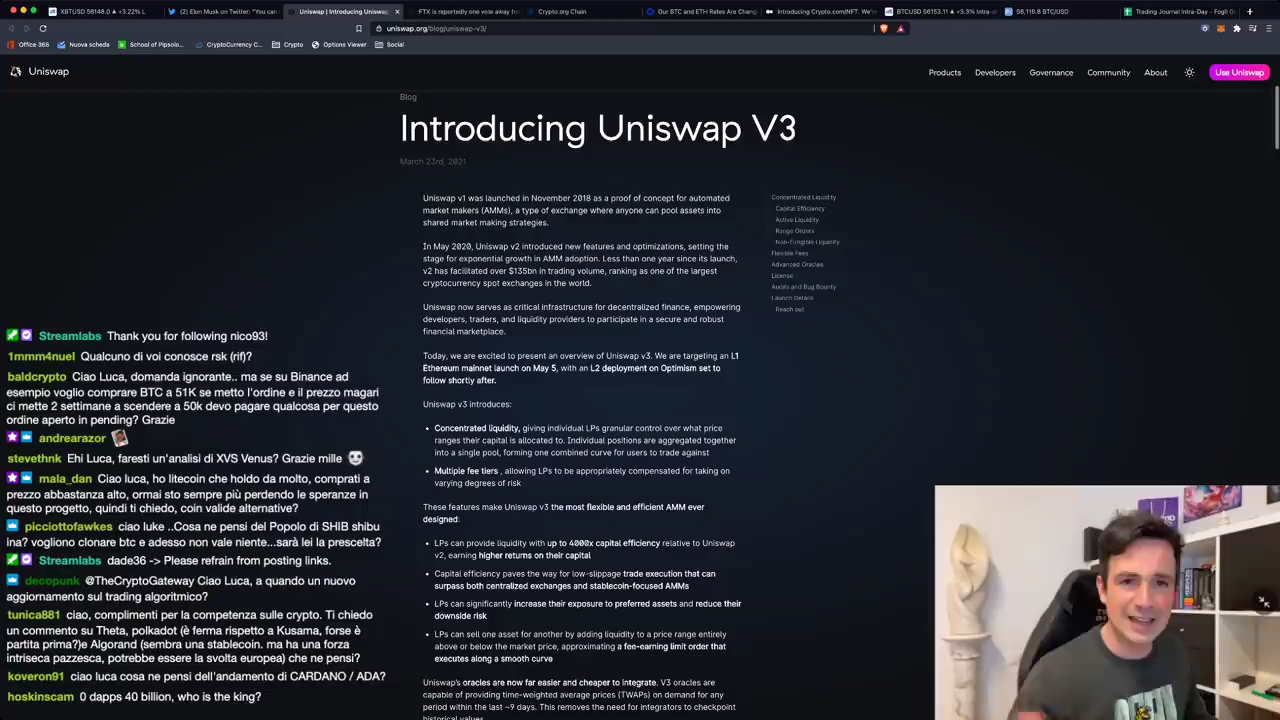 XBTUSD 56148.0 ▲ +3.22% L
(2) Elon Musk on Twitter: "You can
Uniswap | Introducing Uniswap
FTX is reportedly one vote away
Crypto.org Chain
Our BTC and ETH Rates Are Chang
Introducing Crypto.com/NFT. We're
BTCUSD 56153.11 ▲ +3.3% Intra-d
BTC/USD
Trading Journal Intra-Day - Fogli G
uniswap.org/blog/uniswap-v3/
Office 365
Nuova scheda
School of Pipsolo...
CryptoCurrency C...
Crypto
Options Viewer
Social
Uniswap
Products
Developers
Governance
Community
About
Use Uniswap
Blog
Introducing Uniswap V3
March 23rd, 2021
Uniswap v1 was launched in November 2018 as a proof of concept for automated
market makers (AMMs), a type of exchange where anyone can pool assets into
shared market making strategies.
In May 2020, Uniswap v2 introduced new features and optimizations, setting the
stage for exponential growth in AMM adoption. Less than one year since its launch,
v2 has facilitated over $135bn in trading volume, ranking as one of the largest
cryptocurrency spot exchanges in the world.
Uniswap now serves as critical infrastructure for decentralized finance, empowering
developers, traders, and liquidity providers to participate in a secure and robust
financial marketplace.
Today, we are excited to present an overview of Uniswap v3. We are targeting an L1
Ethereum mainnet launch on May 5, with an L2 deployment on Optimism set to
follow shortly after.
Uniswap v3 introduces:
• Concentrated liquidity, giving individual LPs granular control over what price
ranges their capital is allocated to. Individual positions are aggregated together
into a single pool, forming one combined curve for users to trade against
• Multiple fee tiers , allowing LPs to be appropriately compensated for taking on
varying degrees of risk
These features make Uniswap v3 the most flexible and efficient AMM ever
designed:
• LPs can provide liquidity with up to 4000x capital efficiency relative to Uniswap
v2, earning higher returns on their capital
• Capital efficiency paves the way for low-slippage trade execution that can
surpass both centralized exchanges and stablecoin-focused AMMs
• LPs can significantly increase their exposure to preferred assets and reduce their
downside risk
• LPs can sell one asset for another by adding liquidity to a price range entirely
above or below the market price, approximating a fee-earning limit order that
executes along a smooth curve
Uniswap's oracles are now far easier and cheaper to integrate. V3 oracles are
capable of providing time-weighted average prices (TWAPs) on demand for any
period within the last ~9 days. This removes the need for integrators to checkpoint
historical values.
Concentrated Liquidity
Capital Efficiency
Active Liquidity
Range Orders
Non-Fungible Liquidity
Flexible Fees
Advanced Oracles
License
Audits and Bug Bounty
Launch Details
Reach out
Streamlabs Thank you for following nico93!
1mmm4nuel Qualcuno di voi conosce rsk (rif)?
baldcrypto Ciao Luca, domanda ignorante.. ma se su Binance ad
esempio voglio comprare BTC a 51K se metto l'ordine e il prezzo magari
ci mette 2 settimane a scendere a 50k devo pagare qualcosa per questo
ordine aperto in pending? Grazie
andrearazor
stevethnk Ehi Luca, faresti un'analisi di XVS Venus? Grazie mille
mala_dan Ciao luca, ho litecoin che holdo da molto, comprati a
prezzo abbastanza alto, ormai sto sempre più perdendo le speranze in
questo progetto, quindi ti chiedo, coin valide alternative?
picciottofawkes ciao luke ..Cosa ne pensi del Popolo di SHIB shibu
ina? vogliono clonare btc e adesso non vale niente...sarà lei la prescelta?
Streamlabs dade36 -> Please refrain from posting links.
decopunk @TheCryptoGateway Ciao Luca, a quando un nuovo
aggiornamento sul trading algoritmico?
tunica881 ciao, complimenti per la competenza sulle crypto. Ti chiedo
un commento su Theta, polkadot (è ferma rispetto a Kusama, forse è
partita prima?)e Algorand (sembra una stablecoin. ma ha una forza
intriseca pazzesca, potrebbe essere la svolta europea) che ne pensi?
koveron91 ciao luca cosa ne pensi dell'andamento di CARDANO / ADA?
hoskinscam 0 dapps 40 billion, who is the king?